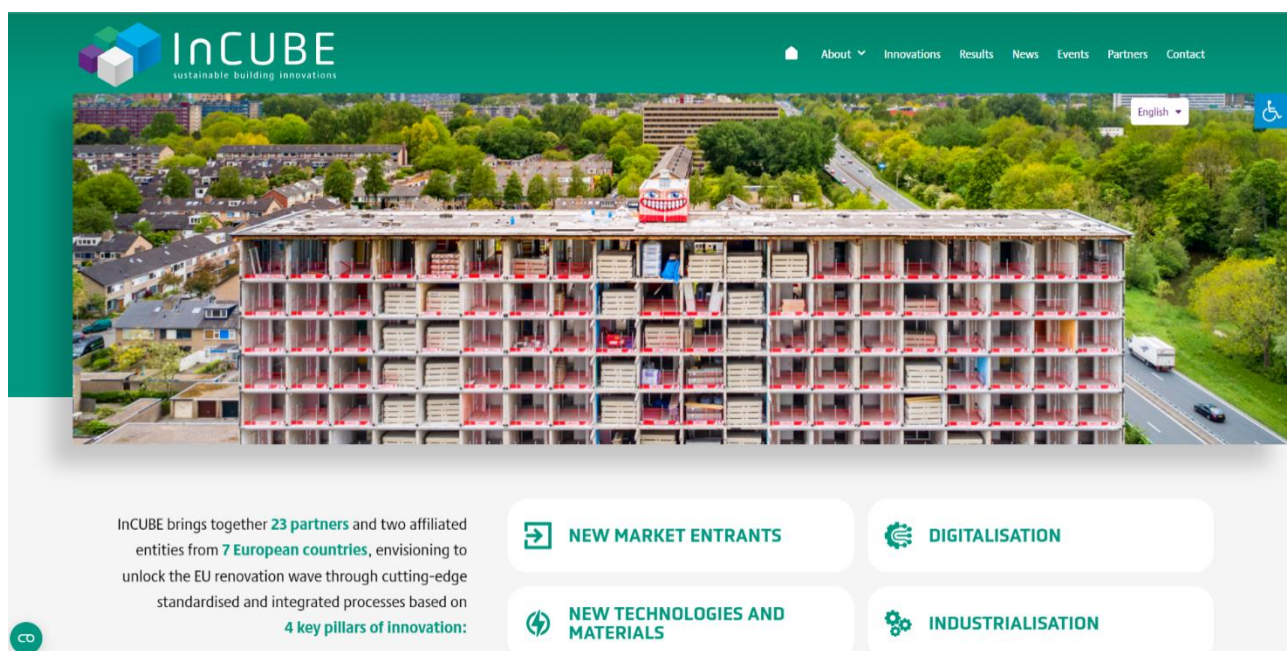 InCUBE
sustainable building innovations
About
Innovations
Results
News
Events
Partners
Contact
English
InCUBE brings together 23 partners and two affiliated
entities from 7 European countries, envisioning to
unlock the EU renovation wave through cutting-edge
standardised and integrated processes based on
4 key pillars of innovation:
NEW MARKET ENTRANTS
DIGITALISATION
NEW TECHNOLOGIES AND
MATERIALS
INDUSTRIALISATION